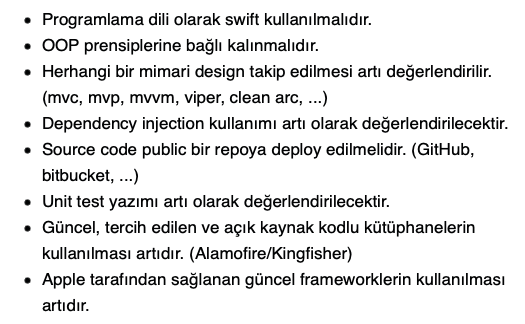 • Programlama dili olarak swift kullanılmalıdır.
• OOP prensiplerine bağlı kalınmalıdır.
• Herhangi bir mimari design takip edilmesi artı değerlendirilir.
(mvc, mvp, mvvm, viper, clean arc, ...)
• Dependency injection kullanımı artı olarak değerlendirilecektir.
• Source code public bir repoya deploy edilmelidir. (GitHub,
bitbucket, ...)
• Unit test yazımı artı olarak değerlendirilecektir.
• Güncel, tercih edilen ve açık kaynak kodlu kütüphanelerin
kullanılması artıdır. (Alamofire/Kingfisher)
• Apple tarafından sağlanan güncel frameworklerin kullanılması
artıdır.